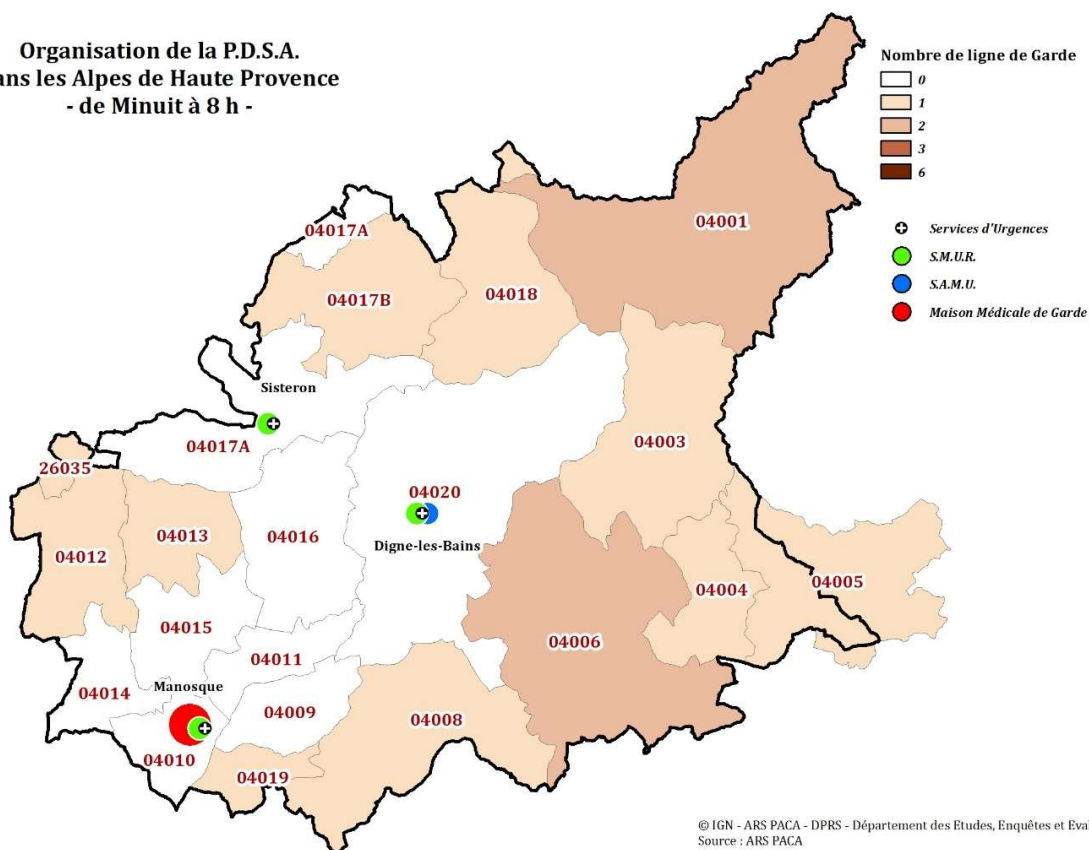 Organisation de la P.D.S.A.
ans les Alpes de Haute Provence
- de Minuit à 8 h -
Nombre de ligne de Garde
0
1
2
3
6
Services d'Urgences
S.M.U.R.
S.A.M.U.
Maison Médicale de Garde
04001
04017A
04017B
04018
Sisteron
04017A
04003
26035
04020
04012
04013
04016
Digne-les-Bains
04004
04005
04015
04006
04011
Manosque
04014
04009
04008
04010
04019
© IGN - ARS PACA - DPRS - Département des Etudes, Enquêtes et Eval
Source : ARS PACA